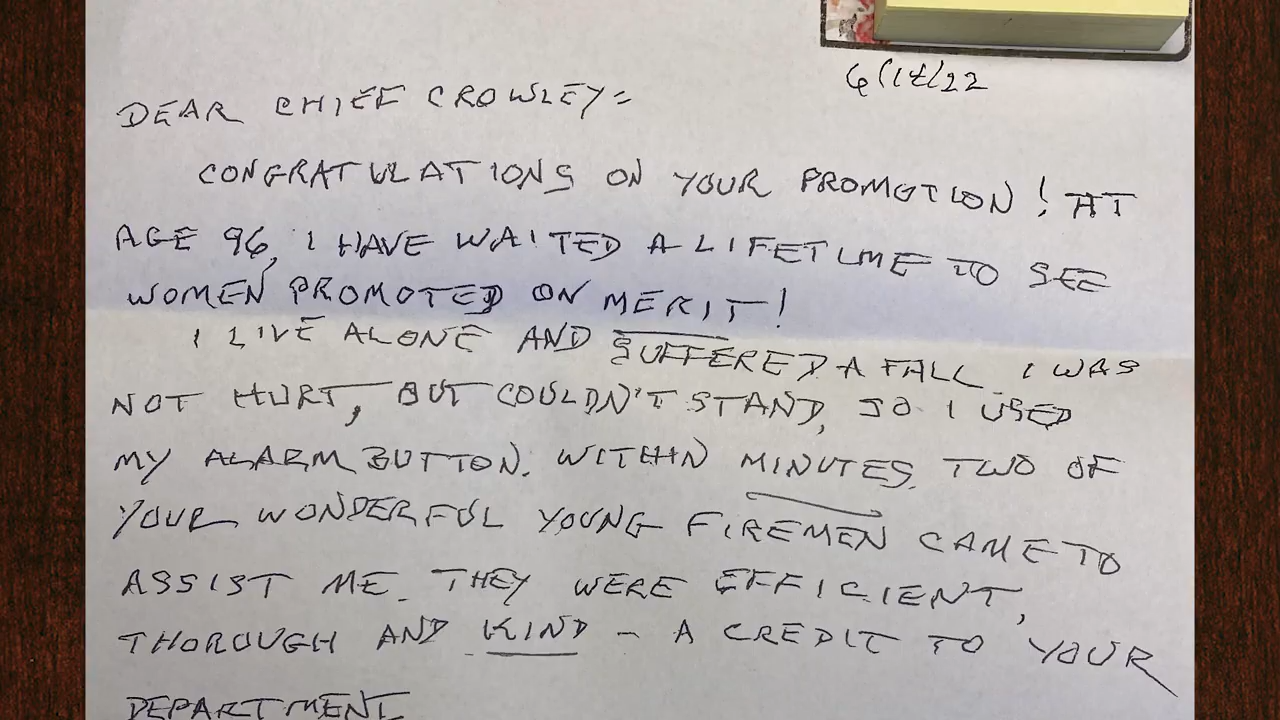 6/14/22
DEAR CHIEF CROWLEY=
CONGRATULATIONS ON YOUR PROMOTION! AT
AGE 96, I HAVE WAITED A LIFETIME TO SEE
WOMEN PROMOTED ON MERIT!
I LIVE ALONE AND SUFFERED A FALL. I WAS
NOT HURT, BUT COULDN'T STAND, SO I USED
MY ALARM BUTTON. WITHIN MINUTES, TWO OF
YOUR WONDERFUL YOUNG FIREMEN CAME TO
ASSIST ME. THEY WERE EFFICIENT,
THOROUGH AND KIND - A CREDIT TO YOUR
DEPARTMENT